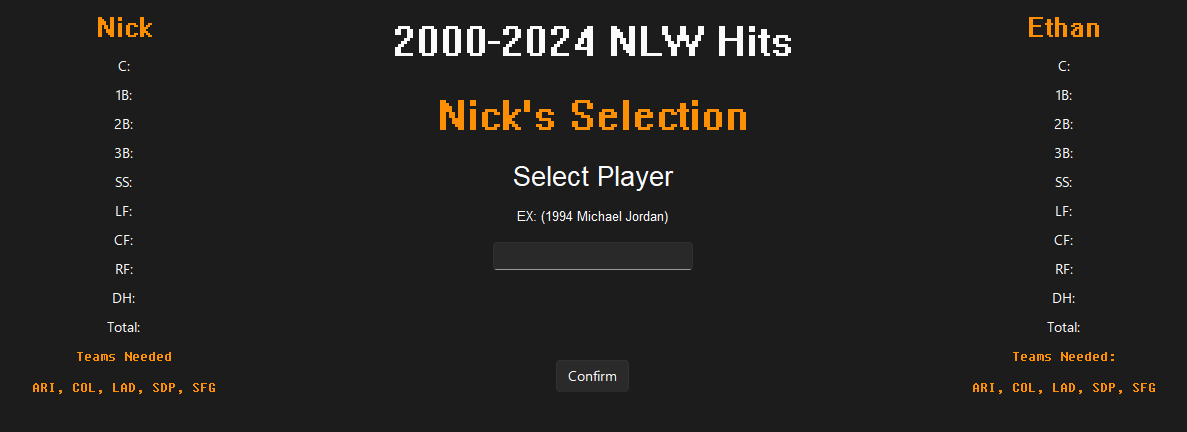 Nick
C:
1B:
2B:
3B:
SS:
LF:
CF:
RF:
DH:
Total:
Teams Needed
ARI, COL, LAD, SDP, SFG
2000-2024 NLW Hits
Nick's Selection
Select Player
EX: (1994 Michael Jordan)
Confirm
Ethan
C:
1B:
2B:
3B:
SS:
LF:
CF:
RF:
DH:
Total:
Teams Needed:
ARI, COL, LAD, SDP, SFG